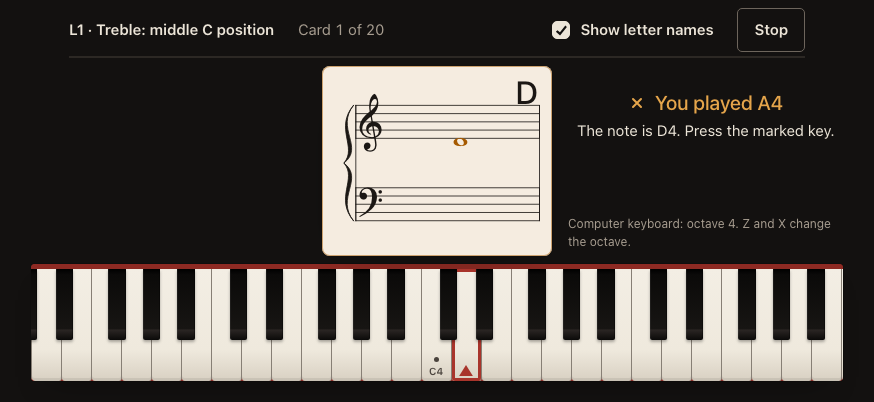 L1 · Treble: middle C position
Card 1 of 20
Show letter names
Stop
D
× You played A4
The note is D4. Press the marked key.
Computer keyboard: octave 4. Z and X change
the octave.
C4